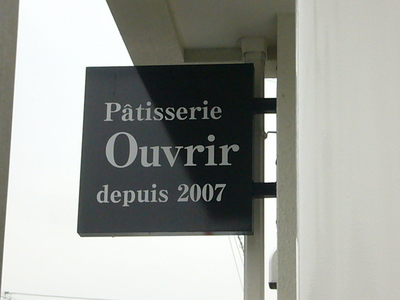 Pâtisserie
Ouvrir
depuis 2007